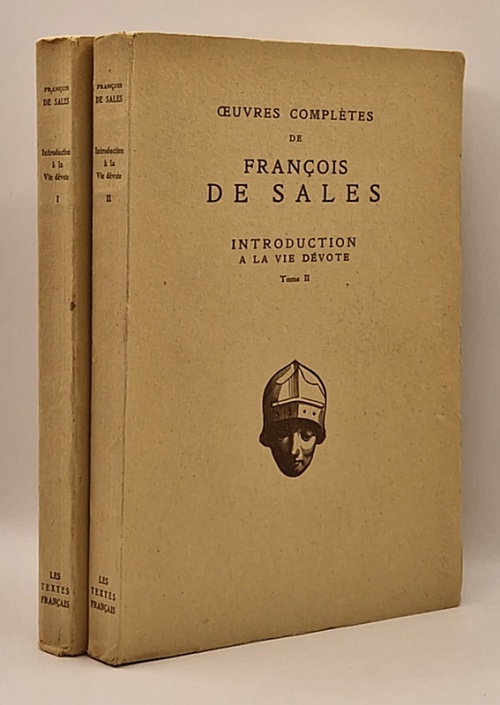 FRANÇOIS
DE SALES
Introduction
à la
Vie dévote
I
LES
TEXTES
FRANÇAIS
FRANÇOIS
DE SALES
Introduction
à la
Vie dévote
II
LES
TEXTES
FRANÇAIS
ŒUVRES COMPLÈTES
DE
FRANÇOIS
DE SALES
INTRODUCTION
A LA VIE DÉVOTE
Tome II